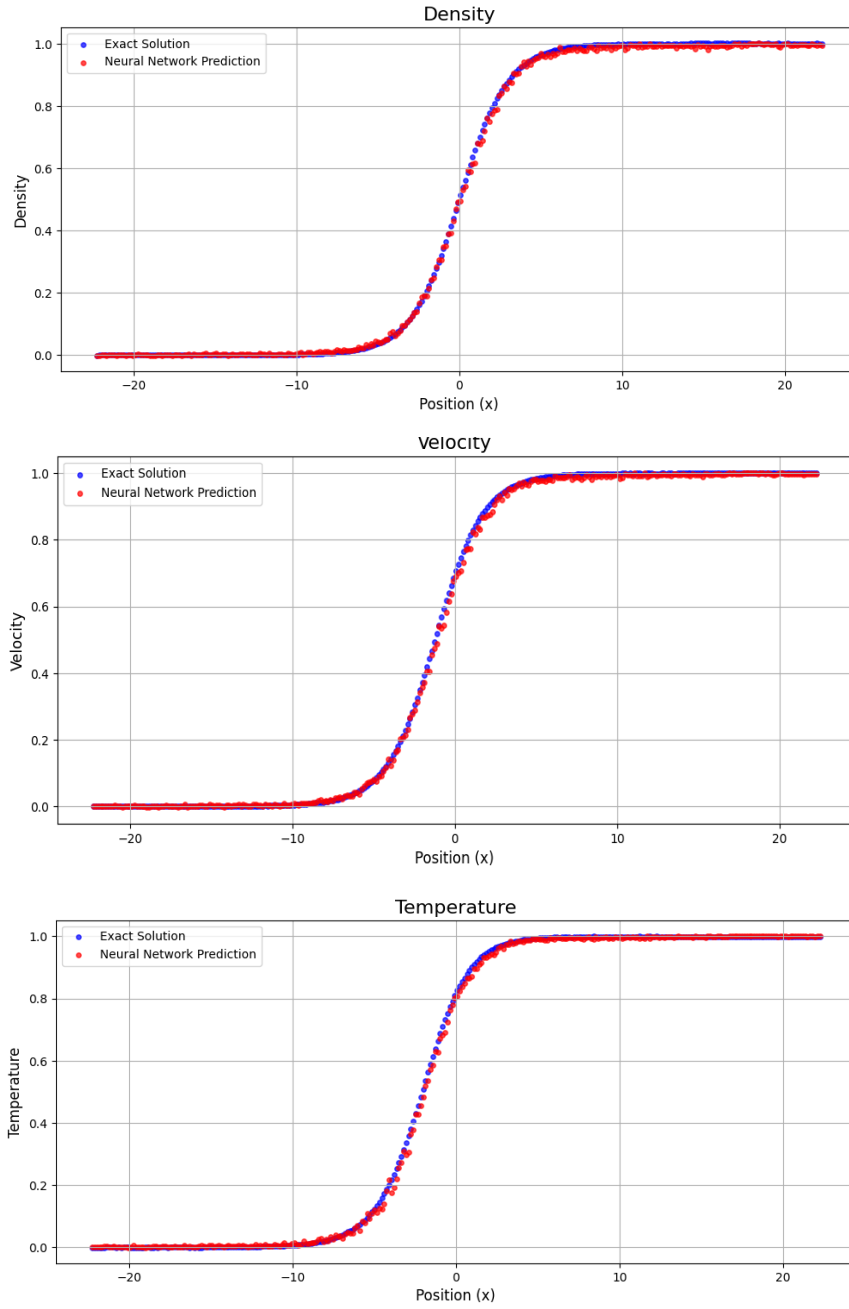 Density
Exact Solution
Neural Network Prediction
1.0
0.8
0.6
0.4
0.2
0.0
Density
−20
−10
0
10
20
Position (x)
Velocity
Exact Solution
Neural Network Prediction
1.0
0.8
0.6
0.4
0.2
0.0
Velocity
−20
−10
0
10
20
Position (x)
Temperature
Exact Solution
Neural Network Prediction
1.0
0.8
0.6
0.4
0.2
0.0
Temperature
−20
−10
0
10
20
Position (x)